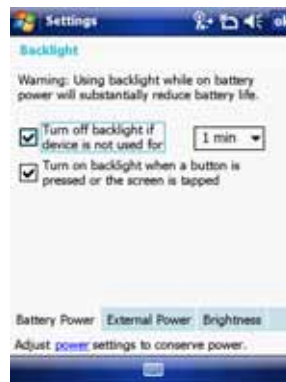 Settings
ok
Backlight
Warning: Using backlight while on battery
power will substantially reduce battery life.
Turn off backlight if
device is not used for
1 min
Turn on backlight when a button is
pressed or the screen is tapped
Battery Power External Power Brightness
Adjust power settings to conserve power.